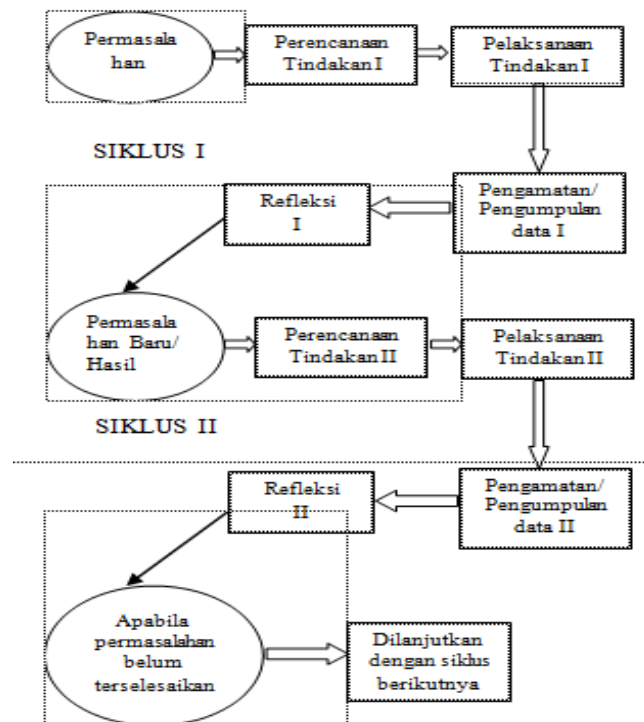 Permasala
han
Perencanaan
Tindakan I
Pelaksanaan
Tindakan I
SIKLUS I
Refleksi
I
Pengamatan/
Pengumpulan
data I
Permasala
han Baru/
Hasil
Perencanaan
Tindakan II
Pelaksanaan
Tindakan II
SIKLUS II
Refleksi
II
Pengamatan/
Pengumpulan
data II
Apabila
permasalahan
belum
terselesaikan
Dilanjutkan
dengan siklus
berikutnya